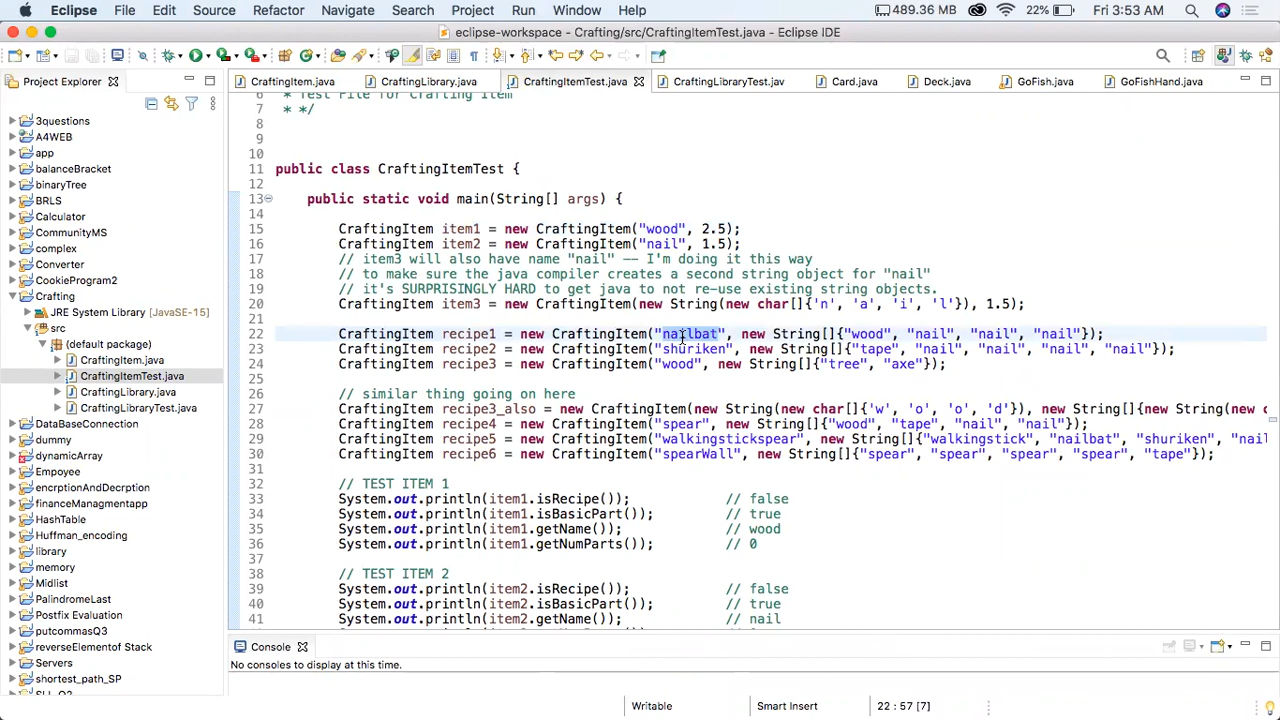 Eclipse File Edit Source Refactor Navigate Search Project Run Window Help 489.36 MB 22% Fri 3:53 AM
eclipse-workspace - Crafting/src/CraftingItemTest.java - Eclipse IDE
Project Explorer
CraftingItem.java CraftingLibrary.java CraftingItemTest.java CraftingLibraryTest.jav Card.java Deck.java GoFish.java GoFishHand.java
3questions
A4WEB
app
balanceBracket
binaryTree
BRLS
Calculator
CommunityMS
complex
Converter
CookieProgram2
Crafting
JRE System Library [JavaSE-15]
src
(default package)
CraftingItem.java
CraftingItemTest.java
CraftingLibrary.java
CraftingLibraryTest.java
DataBaseConnection
dummy
dynamicArray
Empoyee
encrptionAndDecrption
financeManagmentapp
HashTable
Huffman_encoding
library
memory
Midlist
PalindromeLast
Postfix Evaluation
putcommasQ3
reverseElementof Stack
Servers
shortest_path_SP
SLL_Q2
6 * Test File for Crafting Item
7 * */
8
9
10
11 public class CraftingItemTest {
12
13 public static void main(String[] args) {
14
15 CraftingItem item1 = new CraftingItem("wood", 2.5);
16 CraftingItem item2 = new CraftingItem("nail", 1.5);
17 // item3 will also have name "nail" -- I'm doing it this way
18 // to make sure the java compiler creates a second string object for "nail"
19 // it's SURPRISINGLY HARD to get java to not re-use existing string objects.
20 CraftingItem item3 = new CraftingItem(new String(new char[]{'n', 'a', 'i', 'l'}), 1.5);
21
22 CraftingItem recipe1 = new CraftingItem("nailbat", new String[]{"wood", "nail", "nail", "nail"});
23 CraftingItem recipe2 = new CraftingItem("shuriken", new String[]{"tape", "nail", "nail", "nail", "nail"});
24 CraftingItem recipe3 = new CraftingItem("wood", new String[]{"tree", "axe"});
25
26 // similar thing going on here
27 CraftingItem recipe3_also = new CraftingItem(new String(new char[]{'w', 'o', 'o', 'd'}), new String[]{new String(new c
28 CraftingItem recipe4 = new CraftingItem("spear", new String[]{"wood", "tape", "nail", "nail"});
29 CraftingItem recipe5 = new CraftingItem("walkingstickspear", new String[]{"walkingstick", "nailbat", "shuriken", "nail
30 CraftingItem recipe6 = new CraftingItem("spearWall", new String[]{"spear", "spear", "spear", "spear", "tape"});
31
32 // TEST ITEM 1
33 System.out.println(item1.isRecipe()); // false
34 System.out.println(item1.isBasicPart()); // true
35 System.out.println(item1.getName()); // wood
36 System.out.println(item1.getNumParts()); // 0
37
38 // TEST ITEM 2
39 System.out.println(item2.isRecipe()); // false
40 System.out.println(item2.isBasicPart()); // true
41 System.out.println(item2.getName()); // nail
Console
No consoles to display at this time.
Writable Smart Insert 22 : 57 [7]